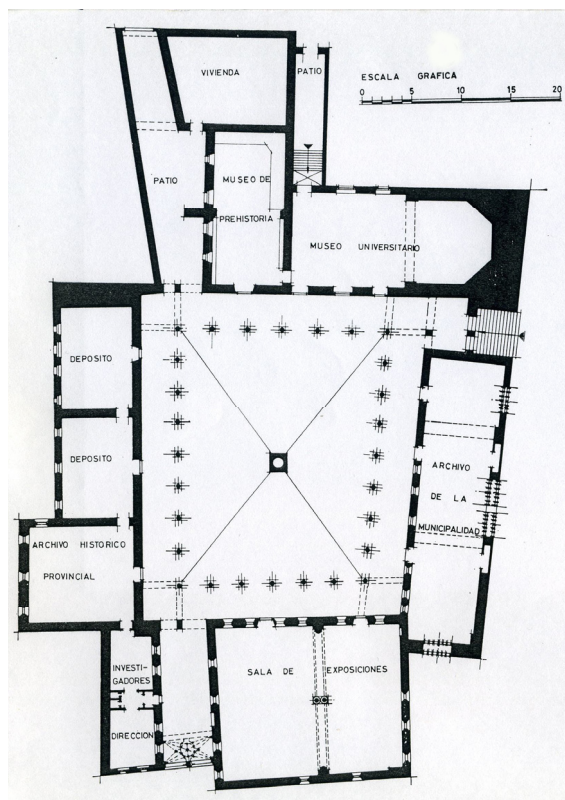 VIVIENDA
PATIO
ESCALA GRAFICA
0 5 10 15 20
PATIO
MUSEO DE
PREHISTORIA
MUSEO UNIVERSITARIO
DEPOSITO
DEPOSITO
ARCHIVO
DE LA
MUNICIPALIDAD
ARCHIVO HISTORICO
PROVINCIAL
INVESTI-
GADORES
DIRECCION
SALA DE EXPOSICIONES